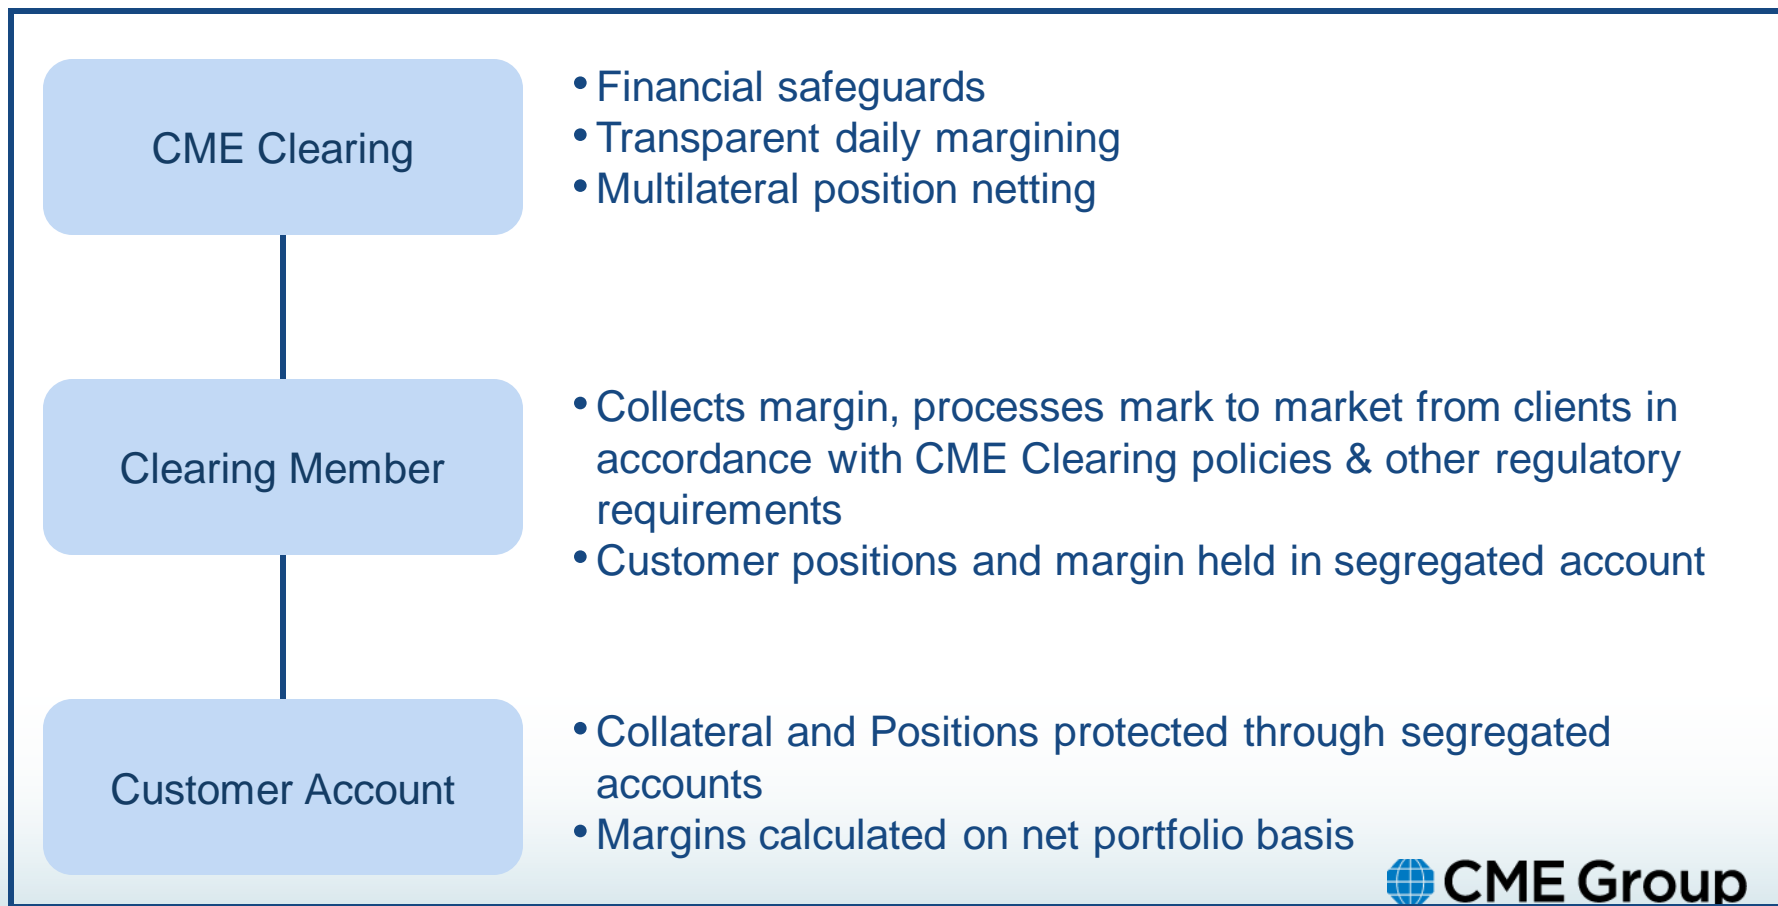 CME Clearing
• Financial safeguards
• Transparent daily margining
• Multilateral position netting
Clearing Member
• Collects margin, processes mark to market from clients in
accordance with CME Clearing policies & other regulatory
requirements
• Customer positions and margin held in segregated account
Customer Account
• Collateral and Positions protected through segregated
accounts
• Margins calculated on net portfolio basis
CME Group